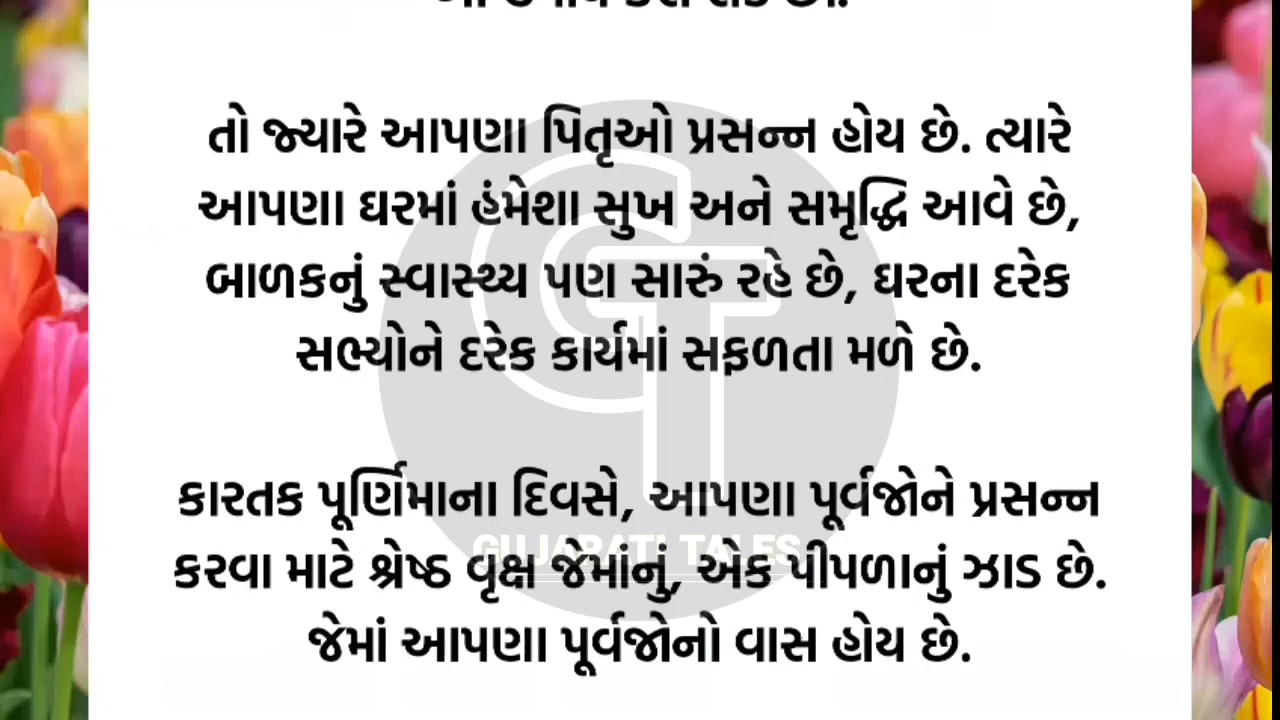 તો જ્યારે આપણા પિતૃઓ પ્રસન્ન હોય છે. ત્યારે
આપણા ઘરમાં હંમેશા સુખ અને સમૃદ્ધિ આવે છે,
બાળકનું સ્વાસ્થ્ય પણ સારું રહે છે, ઘરના દરેક
સભ્યોને દરેક કાર્યમાં સફળતા મળે છે.
કારતક પૂર્ણિમાના દિવસે, આપણા પૂર્વજોને પ્રસન્ન
કરવા માટે શ્રેષ્ઠ વૃક્ષ જેમાંનું, એક પીપળાનું ઝાડ છે.
જેમાં આપણા પૂર્વજોનો વાસ હોય છે.
GT
GUJARATI TALES